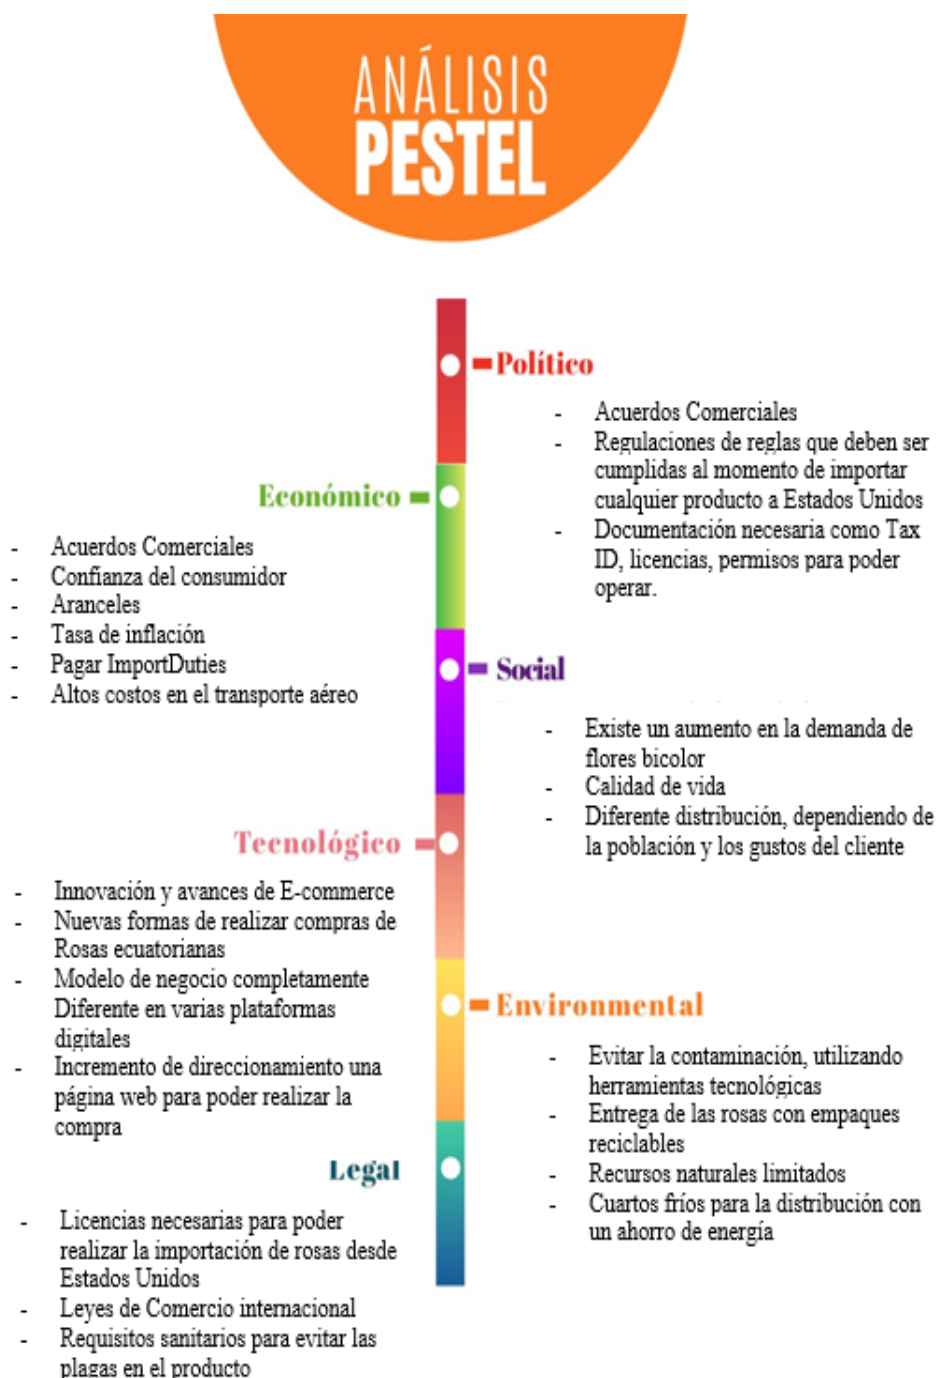 ANÁLISIS
PESTEL
Político
- Acuerdos Comerciales
- Regulaciones de reglas que deben ser
cumplidas al momento de importar
cualquier producto a Estados Unidos
- Documentación necesaria como Tax
ID, licencias, permisos para poder
operar.
Económico
- Acuerdos Comerciales
- Confianza del consumidor
- Aranceles
- Tasa de inflación
- Pagar ImportDuties
- Altos costos en el transporte aéreo
Social
- Existe un aumento en la demanda de
flores bicolor
- Calidad de vida
- Diferente distribución, dependiendo de
la población y los gustos del cliente
Tecnológico
- Innovación y avances de E-commerce
- Nuevas formas de realizar compras de
Rosas ecuatorianas
- Modelo de negocio completamente
Diferente en varias plataformas
digitales
- Incremento de direccionamiento una
página web para poder realizar la
compra
Environmental
- Evitar la contaminación, utilizando
herramientas tecnológicas
- Entrega de las rosas con empaques
reciclables
- Recursos naturales limitados
- Cuartos fríos para la distribución con
un ahorro de energía
Legal
- Licencias necesarias para poder
realizar la importación de rosas desde
Estados Unidos
- Leyes de Comercio internacional
- Requisitos sanitarios para evitar las
plagas en el producto